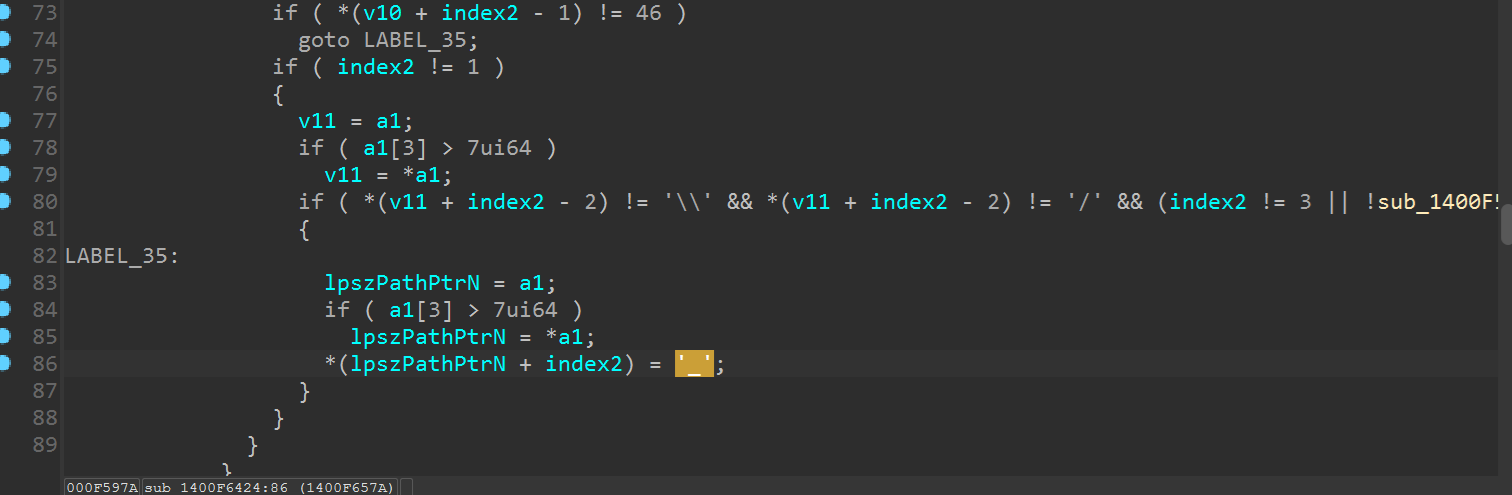 73 if ( *(v10 + index2 - 1) != 46 )
74 goto LABEL_35;
75 if ( index2 != 1 )
76 {
77 v11 = a1;
78 if ( a1[3] > 7ui64 )
79 v11 = *a1;
80 if ( *(v11 + index2 - 2) != '\\' && *(v11 + index2 - 2) != '/' && (index2 != 3 || !sub_1400F
81 {
82 LABEL_35:
83 lpszPathPtrN = a1;
84 if ( a1[3] > 7ui64 )
85 lpszPathPtrN = *a1;
86 *(lpszPathPtrN + index2) = '_';
87 }
88 }
89 }
}
000F597A sub_1400F6424:86 (1400F657A)